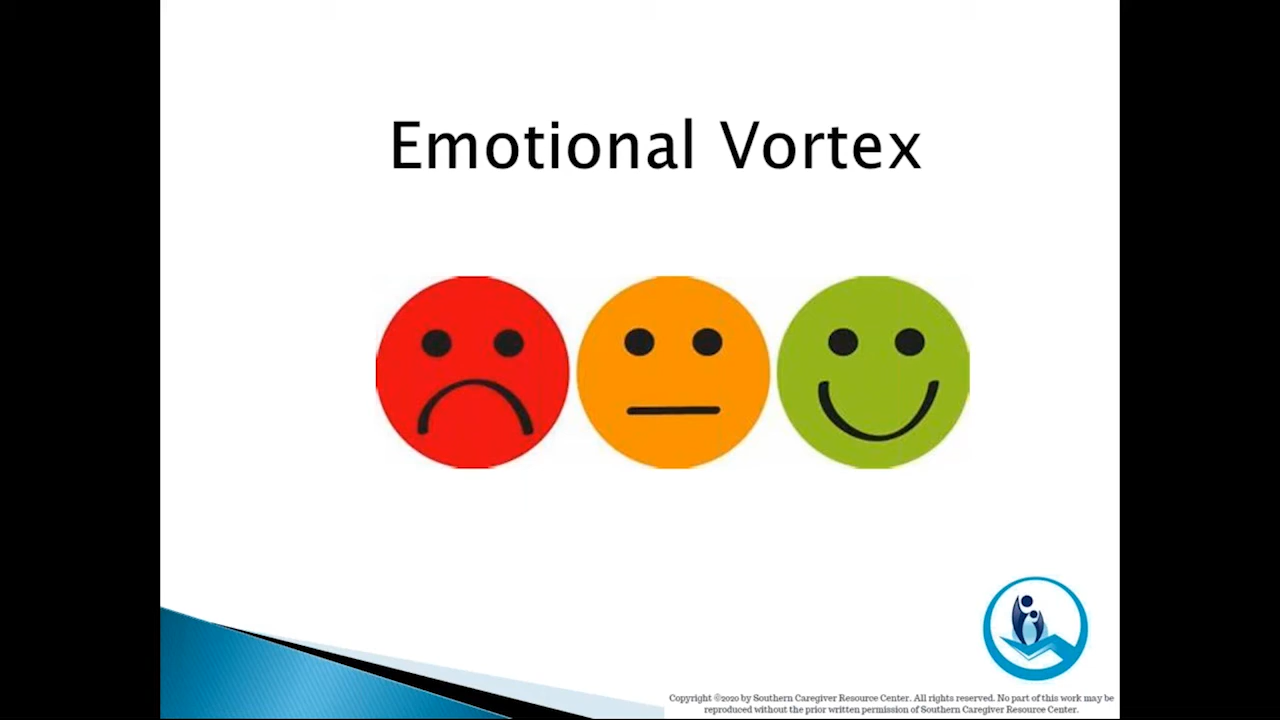 Emotional Vortex
Copyright ©2020 by Southern Caregiver Resource Center. All rights reserved. No part of this work may be
reproduced without the prior written permission of Southern Caregiver Resource Center.